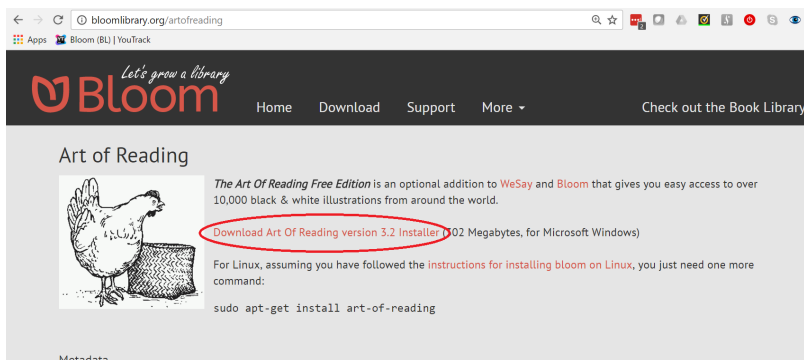 bloomlibrary.org/artofreading
Apps Bloom (BL) | YouTrack
2
Let's grow a library
Bloom
Home Download Support More Check out the Book Library
Art of Reading
The Art Of Reading Free Edition is an optional addition to WeSay and Bloom that gives you easy access to over
10,000 black & white illustrations from around the world.
Download Art Of Reading version 3.2 Installer 02 Megabytes, for Microsoft Windows)
For Linux, assuming you have followed the instructions for installing bloom on Linux, you just need one more
command:
sudo apt-get install art-of-reading
Metadata